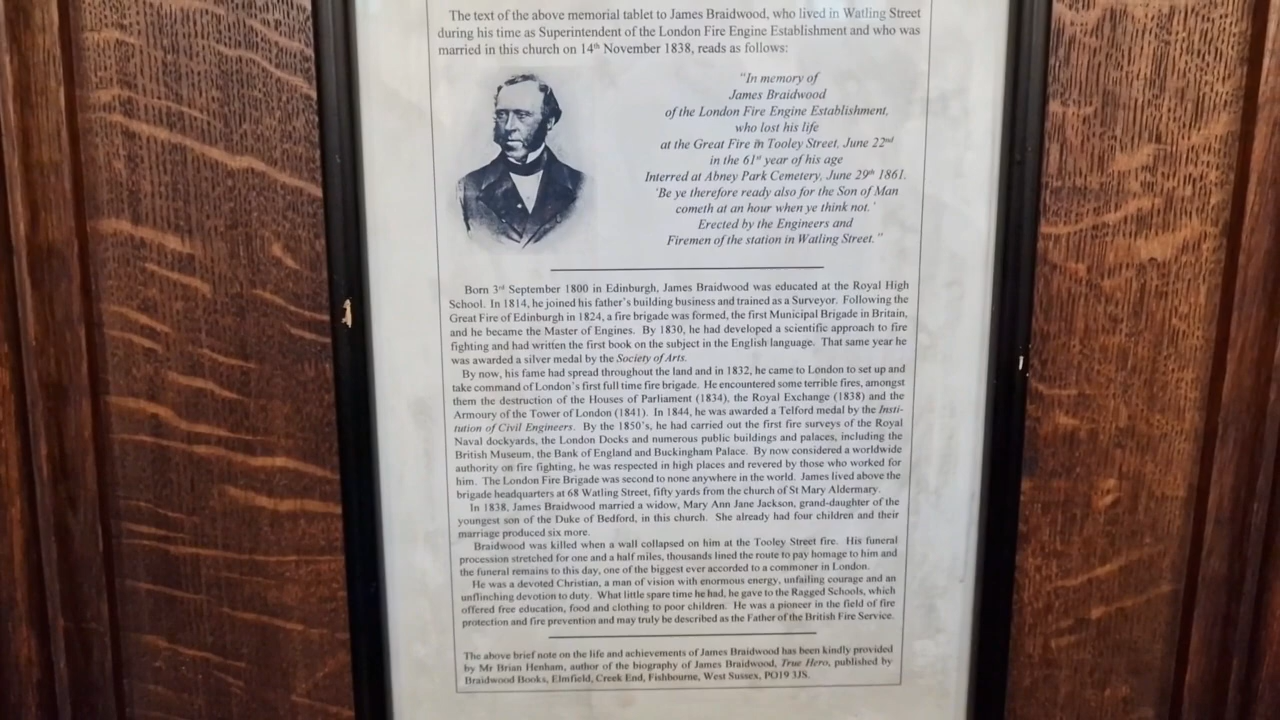 The text of the above memorial tablet to James Braidwood, who lived in Watling Street
during his time as Superintendent of the London Fire Engine Establishment and who was
married in this church on 14th November 1838, reads as follows:
"In memory of
James Braidwood
of the London Fire Engine Establishment,
who lost his life
at the Great Fire in Tooley Street, June 22nd
in the 61st year of his age
Interred at Abney Park Cemetery, June 29th 1861.
'Be ye therefore ready also for the Son of Man
cometh at an hour when ye think not.'
Erected by the Engineers and
Firemen of the station in Watling Street."
Born 3rd September 1800 in Edinburgh, James Braidwood was educated at the Royal High
School. In 1814, he joined his father's building business and trained as a Surveyor. Following the
Great Fire of Edinburgh in 1824, a fire brigade was formed, the first Municipal Brigade in Britain,
and he became the Master of Engines. By 1830, he had developed a scientific approach to fire
fighting and had written the first book on the subject in the English language. That same year he
was awarded a silver medal by the Society of Arts.
By now, his fame had spread throughout the land and in 1832, he came to London to set up and
take command of London's first full time fire brigade. He encountered some terrible fires, amongst
them the destruction of the Houses of Parliament (1834), the Royal Exchange (1838) and the
Armoury of the Tower of London (1841). In 1844, he was awarded a Telford medal by the Insti-
tution of Civil Engineers. By the 1850's, he had carried out the first fire surveys of the Royal
Naval dockyards, the London Docks and numerous public buildings and palaces, including the
British Museum, the Bank of England and Buckingham Palace. By now considered a worldwide
authority on fire fighting, he was respected in high places and revered by those who worked for
him. The London Fire Brigade was second to none anywhere in the world. James lived above the
brigade headquarters at 68 Watling Street, fifty yards from the church of St Mary Aldermary.
In 1838, James Braidwood married a widow, Mary Ann Jane Jackson, grand-daughter of the
youngest son of the Duke of Bedford, in this church. She already had four children and their
marriage produced six more.
Braidwood was killed when a wall collapsed on him at the Tooley Street fire. His funeral
procession stretched for one and a half miles, thousands lined the route to pay homage to him and
the funeral remains to this day, one of the biggest ever accorded to a commoner in London.
He was a devoted Christian, a man of vision with enormous energy, unfailing courage and an
unflinching devotion to duty. What little spare time he had, he gave to the Ragged Schools, which
offered free education, food and clothing to poor children. He was a pioneer in the field of fire
protection and fire prevention and may truly be described as the Father of the British Fire Service.
The above brief note on the life and achievements of James Braidwood has been kindly provided
by Mr Brian Henham, author of the biography of James Braidwood, True Hero, published by
Braidwood Books, Elmfield, Creek End, Fishbourne, West Sussex, PO19 3JS.